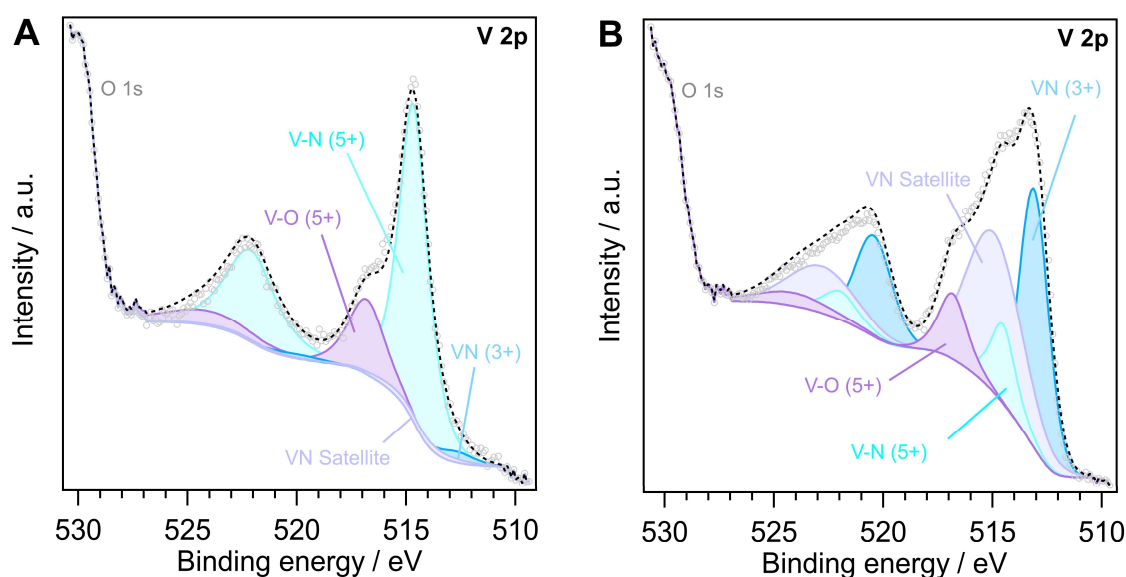 A
V 2p
O 1s
V-N (5+)
V-O (5+)
VN (3+)
VN Satellite
Intensity / a.u.
530 525 520 515 510
Binding energy / eV
B
V 2p
O 1s
VN (3+)
VN Satellite
V-O (5+)
V-N (5+)
Intensity / a.u.
530 525 520 515 510
Binding energy / eV